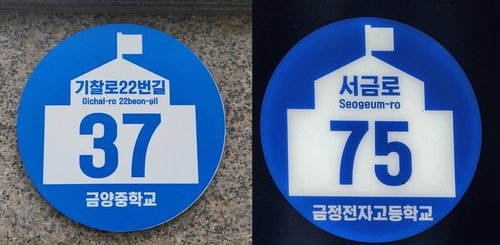 기찰로22번길
Gichal-ro 22beon-gil
37
금양중학교
서금로
Seogeum-ro
75
금정전자고등학교